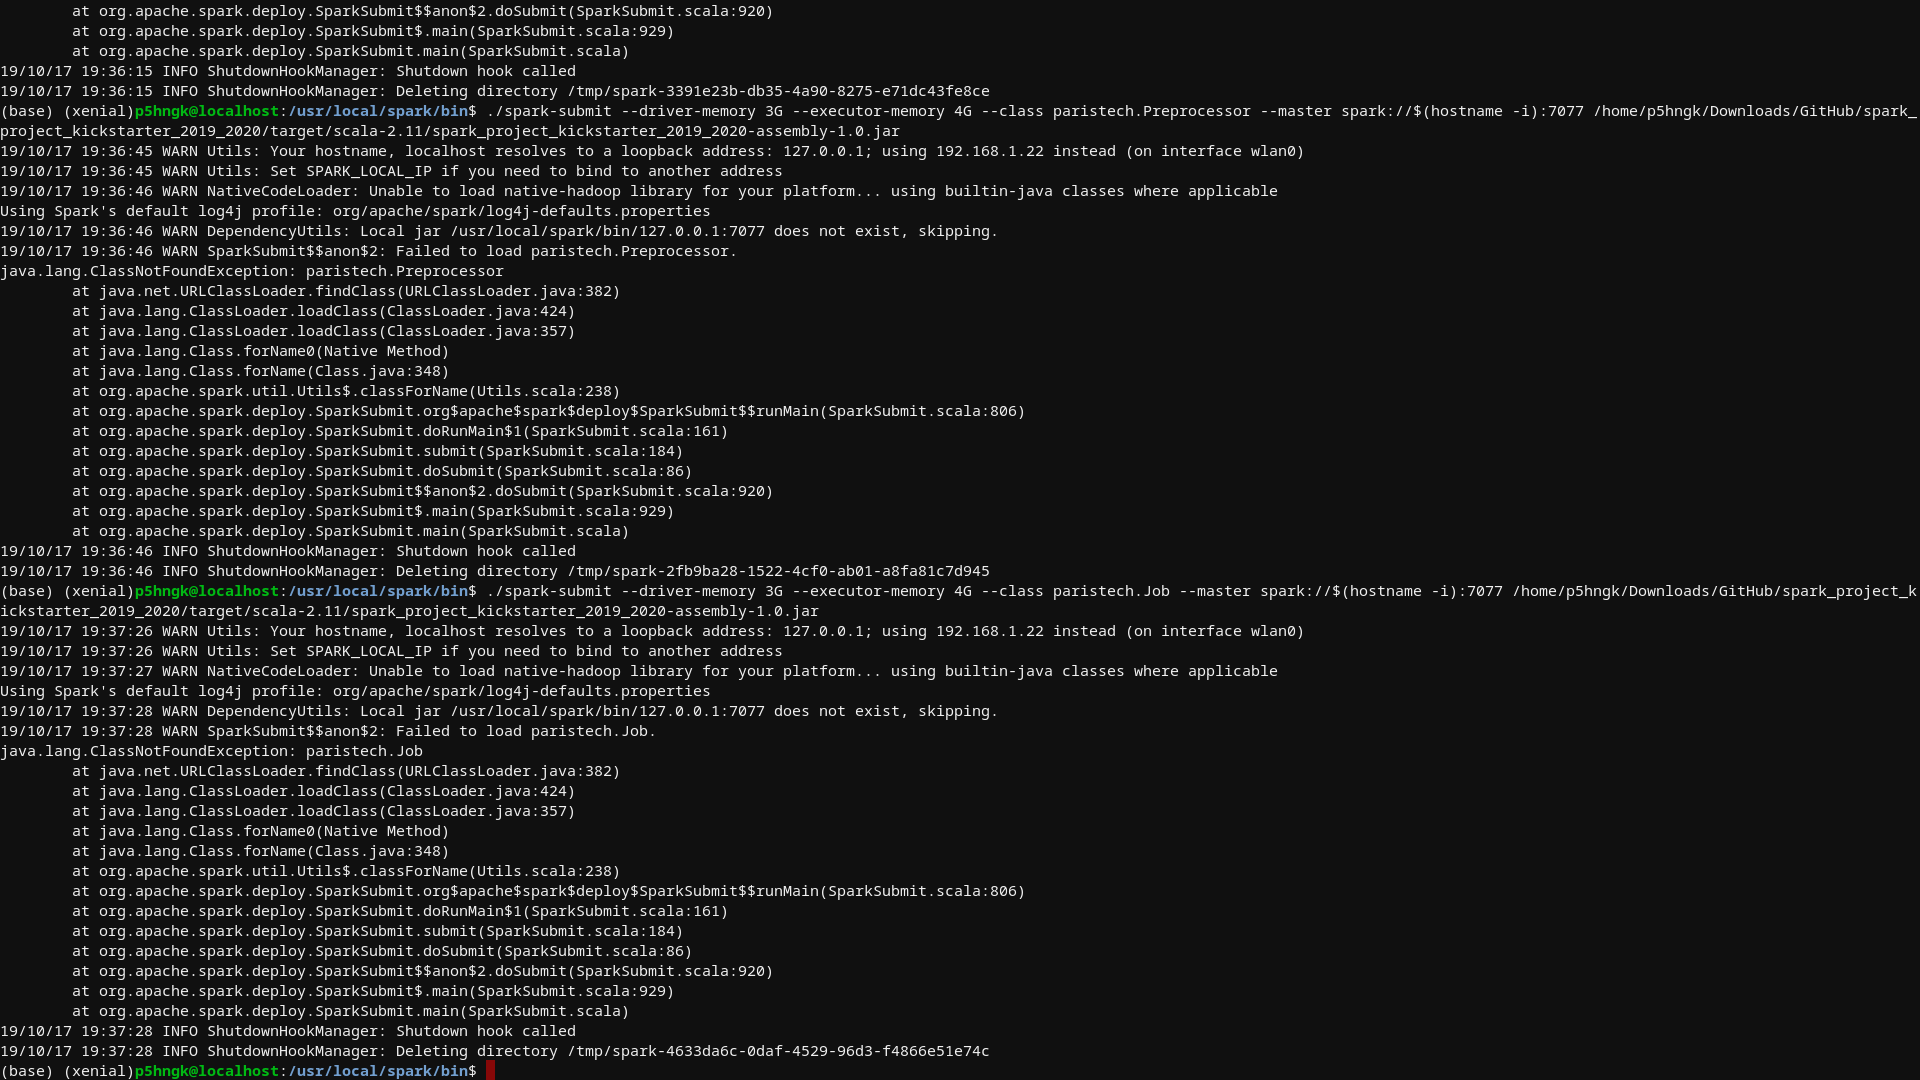 at org.apache.spark.deploy.SparkSubmit$$anon$2.doSubmit(SparkSubmit.scala:920)
        at org.apache.spark.deploy.SparkSubmit$.main(SparkSubmit.scala:929)
        at org.apache.spark.deploy.SparkSubmit.main(SparkSubmit.scala)
19/10/17 19:36:15 INFO ShutdownHookManager: Shutdown hook called
19/10/17 19:36:15 INFO ShutdownHookManager: Deleting directory /tmp/spark-3391e23b-db35-4a90-8275-e71dc43fe8ce
(base) (xenial)p5hngk@localhost:/usr/local/spark/bin$ ./spark-submit --driver-memory 3G --executor-memory 4G --class paristech.Preprocessor --master spark://$(hostname -i):7077 /home/p5hngk/Downloads/GitHub/spark_
project_kickstarter_2019_2020/target/scala-2.11/spark_project_kickstarter_2019_2020-assembly-1.0.jar
19/10/17 19:36:45 WARN Utils: Your hostname, localhost resolves to a loopback address: 127.0.0.1; using 192.168.1.22 instead (on interface wlan0)
19/10/17 19:36:45 WARN Utils: Set SPARK_LOCAL_IP if you need to bind to another address
19/10/17 19:36:46 WARN NativeCodeLoader: Unable to load native-hadoop library for your platform... using builtin-java classes where applicable
Using Spark's default log4j profile: org/apache/spark/log4j-defaults.properties
19/10/17 19:36:46 WARN DependencyUtils: Local jar /usr/local/spark/bin/127.0.0.1:7077 does not exist, skipping.
19/10/17 19:36:46 WARN SparkSubmit$$anon$2: Failed to load paristech.Preprocessor.
java.lang.ClassNotFoundException: paristech.Preprocessor
        at java.net.URLClassLoader.findClass(URLClassLoader.java:382)
        at java.lang.ClassLoader.loadClass(ClassLoader.java:424)
        at java.lang.ClassLoader.loadClass(ClassLoader.java:357)
        at java.lang.Class.forName0(Native Method)
        at java.lang.Class.forName(Class.java:348)
        at org.apache.spark.util.Utils$.classForName(Utils.scala:238)
        at org.apache.spark.deploy.SparkSubmit.org$apache$spark$deploy$SparkSubmit$$runMain(SparkSubmit.scala:806)
        at org.apache.spark.deploy.SparkSubmit.doRunMain$1(SparkSubmit.scala:161)
        at org.apache.spark.deploy.SparkSubmit.submit(SparkSubmit.scala:184)
        at org.apache.spark.deploy.SparkSubmit.doSubmit(SparkSubmit.scala:86)
        at org.apache.spark.deploy.SparkSubmit$$anon$2.doSubmit(SparkSubmit.scala:920)
        at org.apache.spark.deploy.SparkSubmit$.main(SparkSubmit.scala:929)
        at org.apache.spark.deploy.SparkSubmit.main(SparkSubmit.scala)
19/10/17 19:36:46 INFO ShutdownHookManager: Shutdown hook called
19/10/17 19:36:46 INFO ShutdownHookManager: Deleting directory /tmp/spark-2fb9ba28-1522-4cf0-ab01-a8fa81c7d945
(base) (xenial)p5hngk@localhost:/usr/local/spark/bin$ ./spark-submit --driver-memory 3G --executor-memory 4G --class paristech.Job --master spark://$(hostname -i):7077 /home/p5hngk/Downloads/GitHub/spark_project_k
ickstarter_2019_2020/target/scala-2.11/spark_project_kickstarter_2019_2020-assembly-1.0.jar
19/10/17 19:37:26 WARN Utils: Your hostname, localhost resolves to a loopback address: 127.0.0.1; using 192.168.1.22 instead (on interface wlan0)
19/10/17 19:37:26 WARN Utils: Set SPARK_LOCAL_IP if you need to bind to another address
19/10/17 19:37:27 WARN NativeCodeLoader: Unable to load native-hadoop library for your platform... using builtin-java classes where applicable
Using Spark's default log4j profile: org/apache/spark/log4j-defaults.properties
19/10/17 19:37:28 WARN DependencyUtils: Local jar /usr/local/spark/bin/127.0.0.1:7077 does not exist, skipping.
19/10/17 19:37:28 WARN SparkSubmit$$anon$2: Failed to load paristech.Job.
java.lang.ClassNotFoundException: paristech.Job
        at java.net.URLClassLoader.findClass(URLClassLoader.java:382)
        at java.lang.ClassLoader.loadClass(ClassLoader.java:424)
        at java.lang.ClassLoader.loadClass(ClassLoader.java:357)
        at java.lang.Class.forName0(Native Method)
        at java.lang.Class.forName(Class.java:348)
        at org.apache.spark.util.Utils$.classForName(Utils.scala:238)
        at org.apache.spark.deploy.SparkSubmit.org$apache$spark$deploy$SparkSubmit$$runMain(SparkSubmit.scala:806)
        at org.apache.spark.deploy.SparkSubmit.doRunMain$1(SparkSubmit.scala:161)
        at org.apache.spark.deploy.SparkSubmit.submit(SparkSubmit.scala:184)
        at org.apache.spark.deploy.SparkSubmit.doSubmit(SparkSubmit.scala:86)
        at org.apache.spark.deploy.SparkSubmit$$anon$2.doSubmit(SparkSubmit.scala:920)
        at org.apache.spark.deploy.SparkSubmit$.main(SparkSubmit.scala:929)
        at org.apache.spark.deploy.SparkSubmit.main(SparkSubmit.scala)
19/10/17 19:37:28 INFO ShutdownHookManager: Shutdown hook called
19/10/17 19:37:28 INFO ShutdownHookManager: Deleting directory /tmp/spark-4633da6c-0daf-4529-96d3-f4866e51e74c
(base) (xenial)p5hngk@localhost:/usr/local/spark/bin$